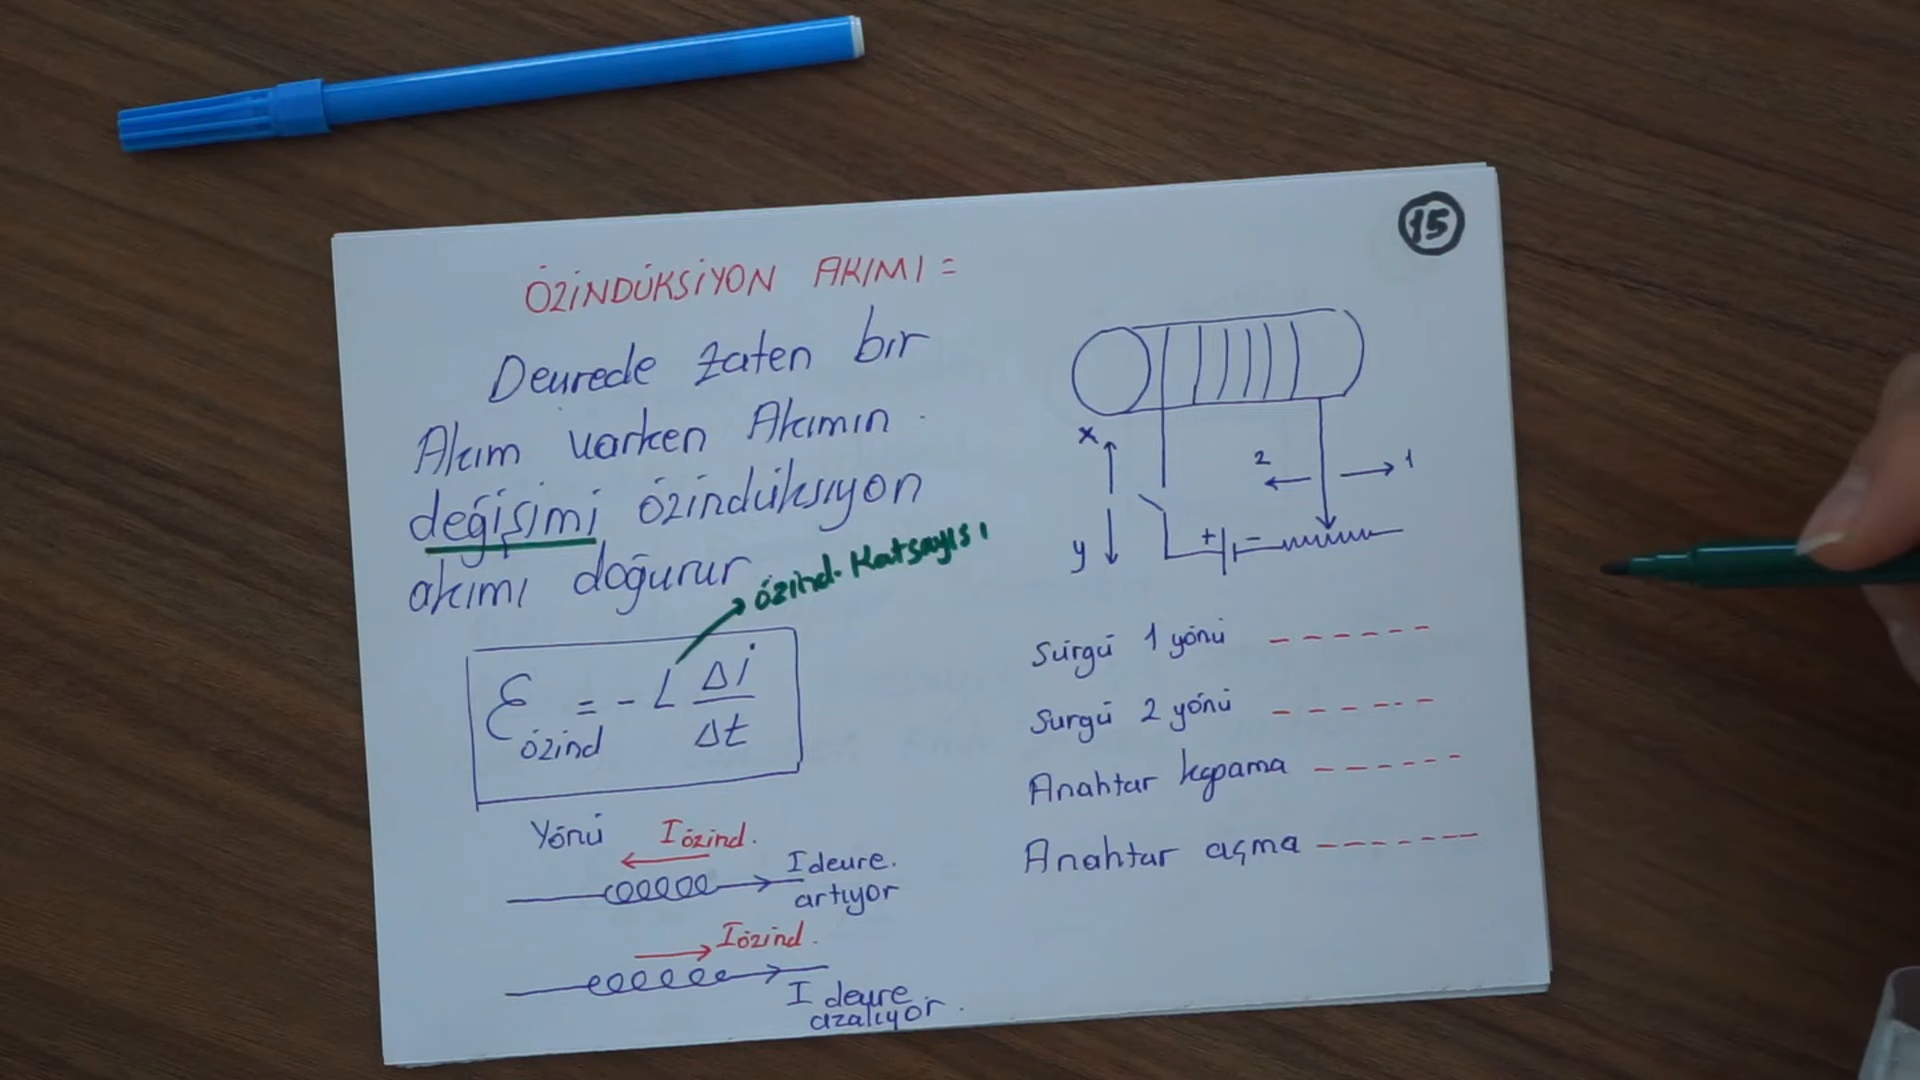 15
ÖZİNDÜKSİYON AKIMI =
Devrede zaten bir
Akım varken Akımın
değişimi özindüksiyon
akımı doğurur
özind. Katsayısı
Ɛözind = - L Δi/Δt
Yönü
I özind.
I devre.
artıyor
I özind.
I devre.
azalıyor.
x
y
2
1
+
-
Sürgü 1 yönü ------
Sürgü 2 yönü ------
Anahtar kapama ------
Anahtar açma -------